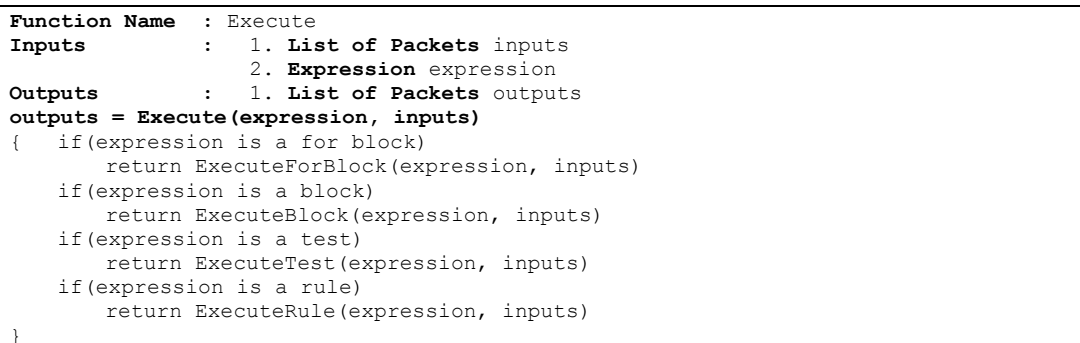 Function Name : Execute
Inputs : 1. List of Packets inputs
2. Expression expression
Outputs : 1. List of Packets outputs
outputs = Execute(expression, inputs)
{ if(expression is a for block)
return ExecuteForBlock(expression, inputs)
if(expression is a block)
return ExecuteBlock(expression, inputs)
if(expression is a test)
return ExecuteTest(expression, inputs)
if(expression is a rule)
return ExecuteRule(expression, inputs)
}